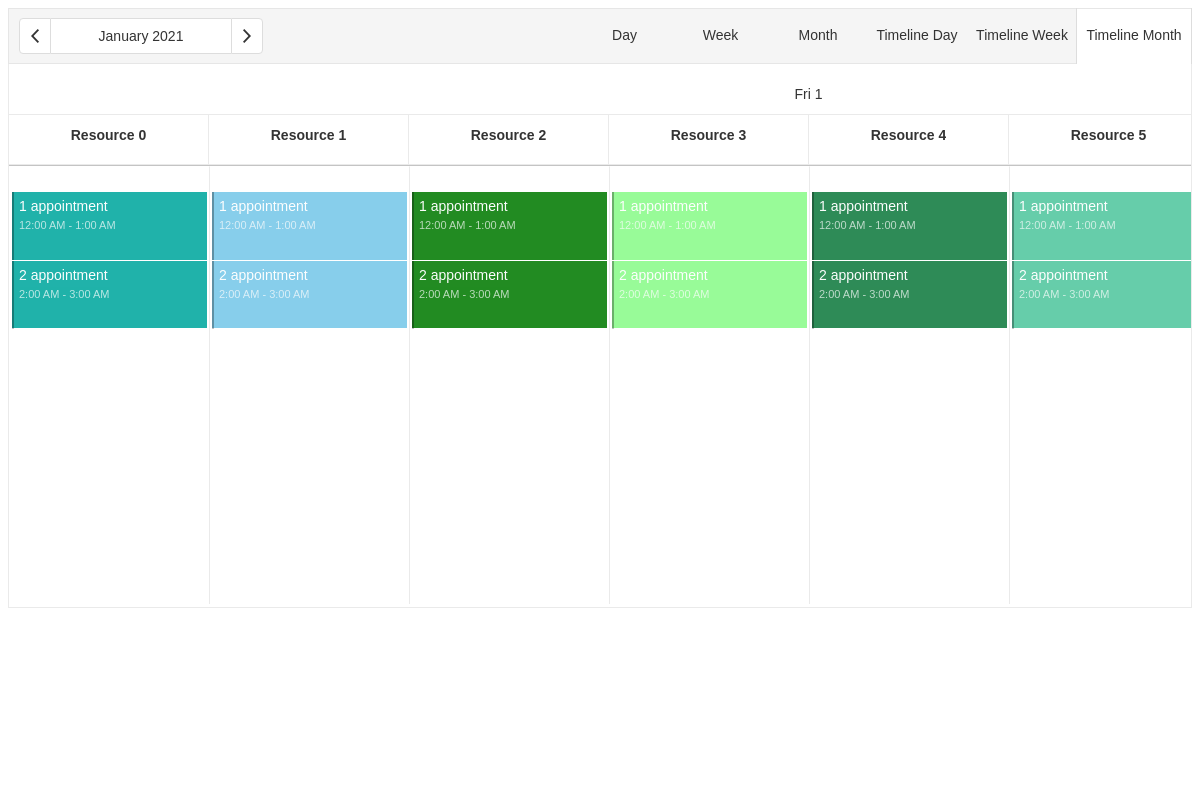 January 2021
Day Week Month Timeline Day Timeline Week Timeline Month
Fri 1
Resource 0 Resource 1 Resource 2 Resource 3 Resource 4 Resource 5
1 appointment 1 appointment 1 appointment 1 appointment 1 appointment 1 appointment
12:00 AM - 1:00 AM 12:00 AM - 1:00 AM 12:00 AM - 1:00 AM 12:00 AM - 1:00 AM 12:00 AM - 1:00 AM 12:00 AM - 1:00 AM
2 appointment 2 appointment 2 appointment 2 appointment 2 appointment 2 appointment
2:00 AM - 3:00 AM 2:00 AM - 3:00 AM 2:00 AM - 3:00 AM 2:00 AM - 3:00 AM 2:00 AM - 3:00 AM 2:00 AM - 3:00 AM